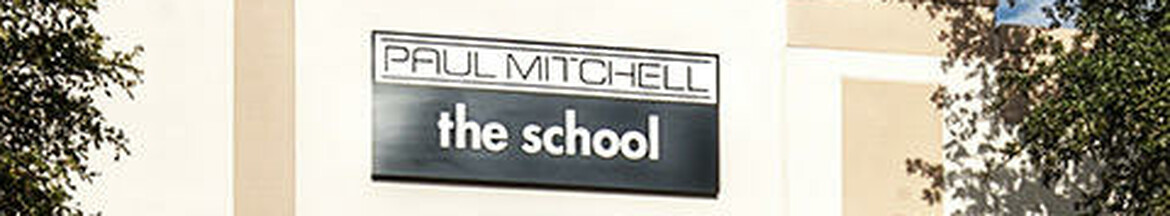 PAUL MITCHELL
the school